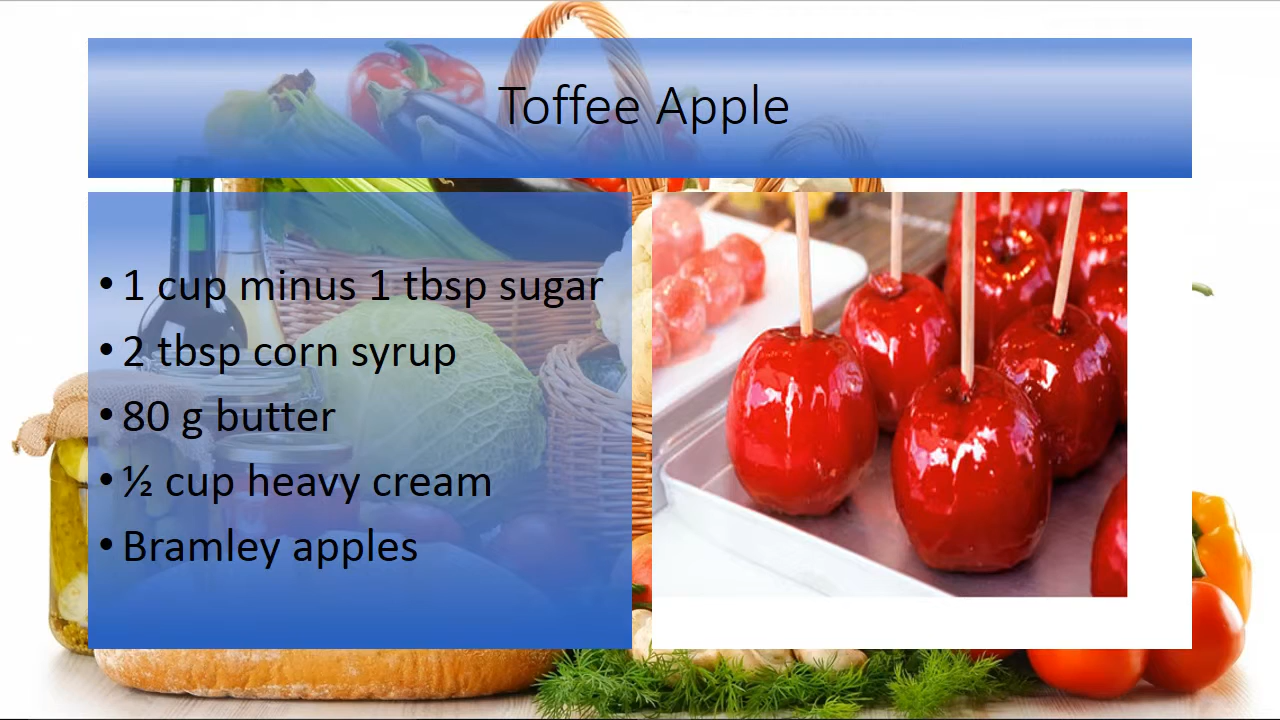 Toffee Apple
• 1 cup minus 1 tbsp sugar
• 2 tbsp corn syrup
• 80 g butter
• ½ cup heavy cream
• Bramley apples